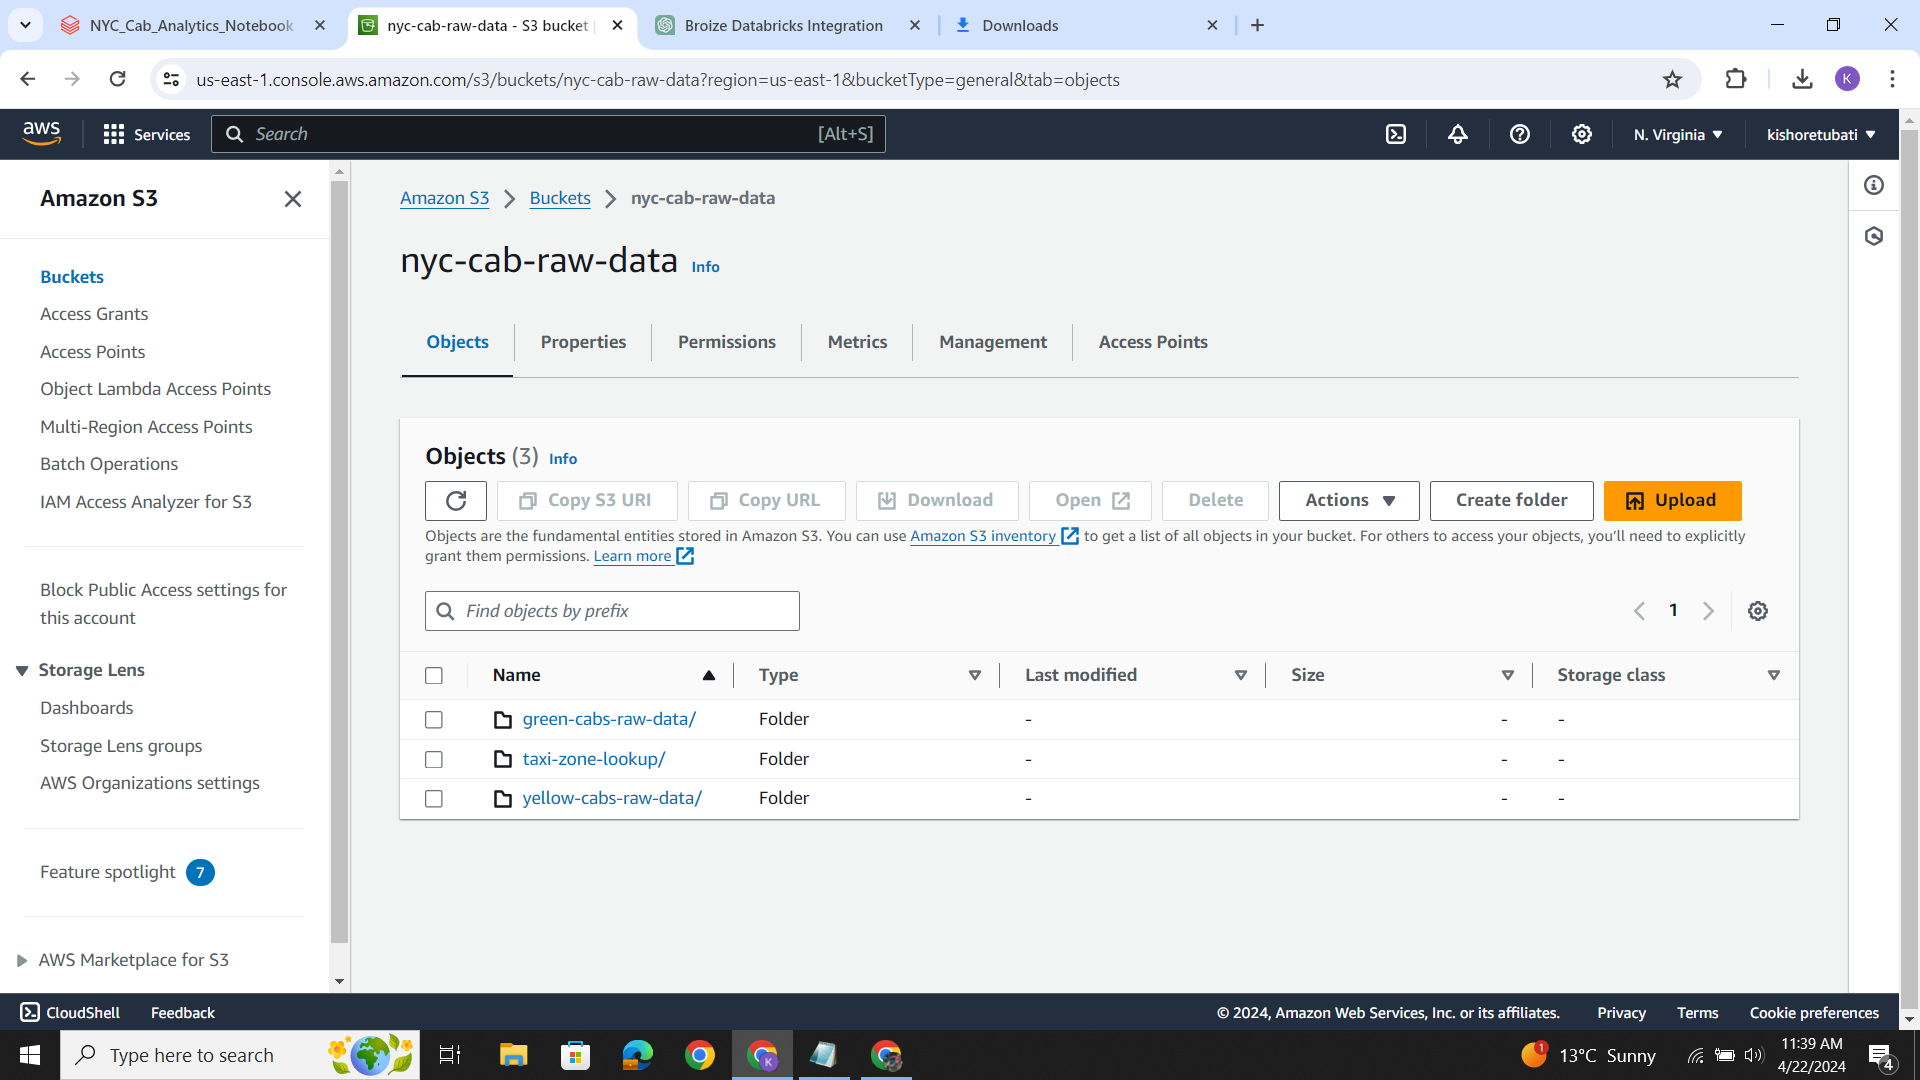 NYC_Cab_Analytics_Notebook
nyc-cab-raw-data - S3 bucket
Broize Databricks Integration
Downloads
us-east-1.console.aws.amazon.com/s3/buckets/nyc-cab-raw-data?region=us-east-1&bucketType=general&tab=objects
K
aws
Services
Search
[Alt+S]
N. Virginia
kishoretubati
Amazon S3
Buckets
Access Grants
Access Points
Object Lambda Access Points
Multi-Region Access Points
Batch Operations
IAM Access Analyzer for S3
Block Public Access settings for
this account
Storage Lens
Dashboards
Storage Lens groups
AWS Organizations settings
Feature spotlight 7
AWS Marketplace for S3
Amazon S3 > Buckets > nyc-cab-raw-data
nyc-cab-raw-data Info
Objects Properties Permissions Metrics Management Access Points
Objects (3) Info
Copy S3 URI Copy URL Download Open Delete Actions Create folder Upload
Objects are the fundamental entities stored in Amazon S3. You can use Amazon S3 inventory to get a list of all objects in your bucket. For others to access your objects, you'll need to explicitly
grant them permissions. Learn more
Find objects by prefix
1
Name Type Last modified Size Storage class
green-cabs-raw-data/ Folder - - -
taxi-zone-lookup/ Folder - - -
yellow-cabs-raw-data/ Folder - - -
CloudShell Feedback © 2024, Amazon Web Services, Inc. or its affiliates. Privacy Terms Cookie preferences
Type here to search
K
1
13°C Sunny
11:39 AM
4/22/2024
4